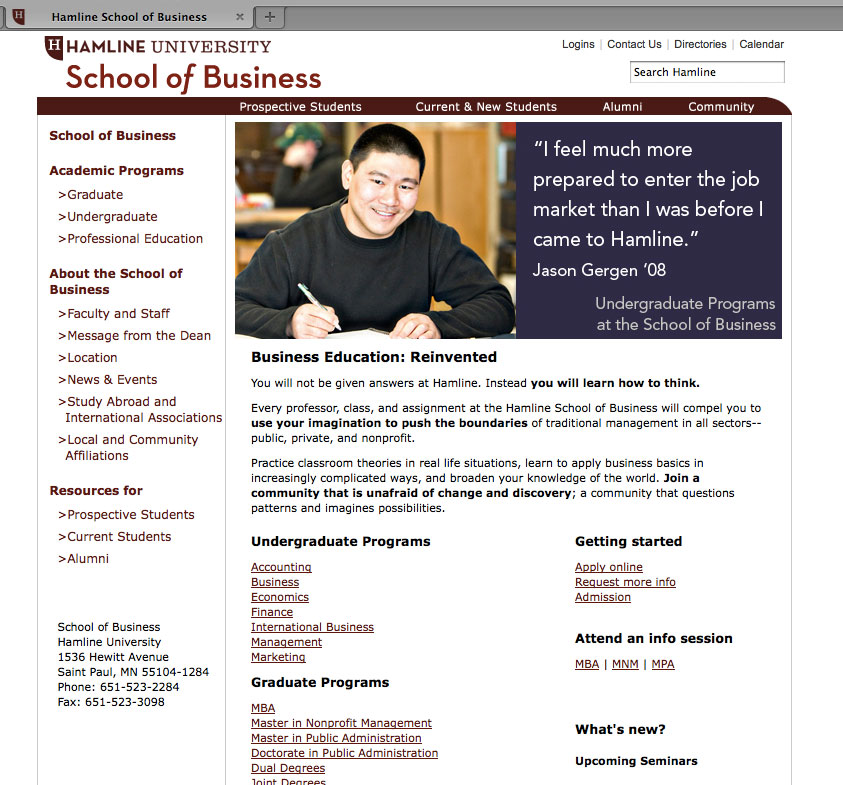 Hamline School of Business
HAMLINE UNIVERSITY
School of Business
Logins | Contact Us | Directories | Calendar
Search Hamline
Prospective Students Current & New Students Alumni Community
School of Business
Academic Programs
>Graduate
>Undergraduate
>Professional Education
About the School of
Business
>Faculty and Staff
>Message from the Dean
>Location
>News & Events
>Study Abroad and
International Associations
>Local and Community
Affiliations
Resources for
>Prospective Students
>Current Students
>Alumni
School of Business
Hamline University
1536 Hewitt Avenue
Saint Paul, MN 55104-1284
Phone: 651-523-2284
Fax: 651-523-3098
“I feel much more
prepared to enter the job
market than I was before I
came to Hamline.”
Jason Gergen ’08
Undergraduate Programs
at the School of Business
Business Education: Reinvented
You will not be given answers at Hamline. Instead you will learn how to think.
Every professor, class, and assignment at the Hamline School of Business will compel you to
use your imagination to push the boundaries of traditional management in all sectors--
public, private, and nonprofit.
Practice classroom theories in real life situations, learn to apply business basics in
increasingly complicated ways, and broaden your knowledge of the world. Join a
community that is unafraid of change and discovery; a community that questions
patterns and imagines possibilities.
Undergraduate Programs
Accounting
Business
Economics
Finance
International Business
Management
Marketing
Graduate Programs
MBA
Master in Nonprofit Management
Master in Public Administration
Doctorate in Public Administration
Dual Degrees
Joint Degrees
Getting started
Apply online
Request more info
Admission
Attend an info session
MBA | MNM | MPA
What's new?
Upcoming Seminars